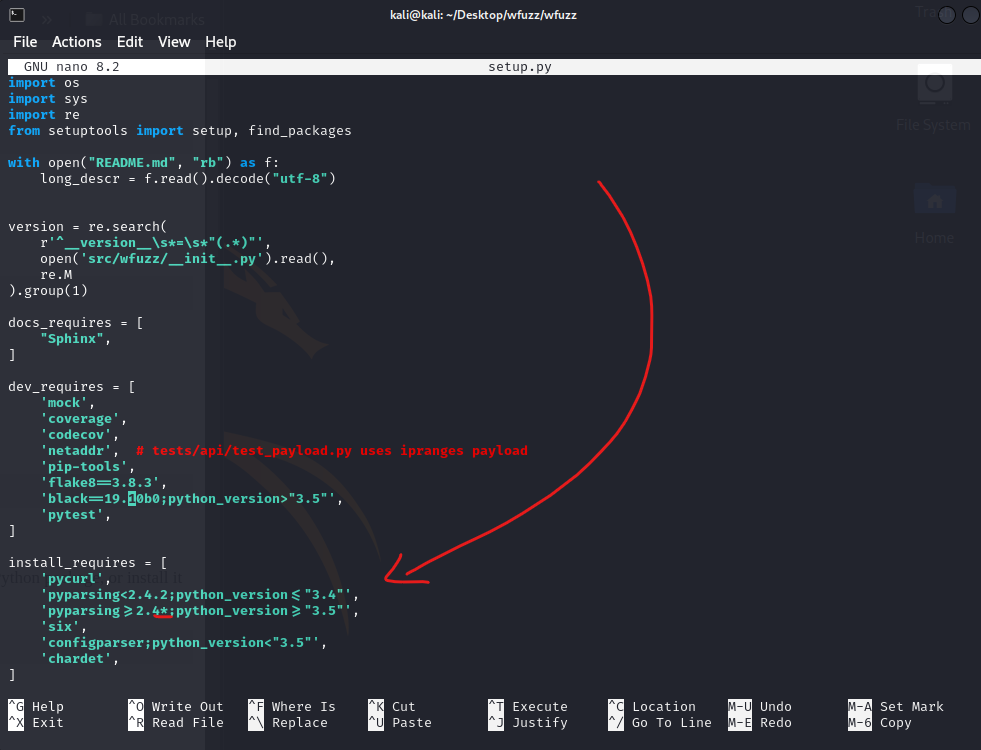 All Bookmarks
kali@kali: ~/Desktop/wfuzz/wfuzz
Trash
File Actions Edit View Help
GNU nano 8.2 setup.py
import os
import sys
import re
from setuptools import setup, find_packages
File System
with open("README.md", "rb") as f:
long_descr = f.read().decode("utf-8")
version = re.search(
Home
r'^__version__\s*=\s*"(.*)"',
open('src/wfuzz/__init__.py').read(),
re.M
).group(1)
docs_requires = [
"Sphinx",
]
dev_requires = [
'mock',
'coverage',
'codecov',
'netaddr', # tests/api/test_payload.py uses ipranges payload
'pip-tools',
'flake8==3.8.3',
'black==19.10b0;python_version>"3.5"',
'pytest',
]
install_requires = [
'pycurl',
'pyparsing<2.4.2;python_version<="3.4"',
'pyparsing>=2.4*;python_version>="3.5"',
'six',
'configparser;python_version<"3.5"',
'chardet',
]
^G Help ^O Write Out ^F Where Is ^K Cut ^T Execute ^C Location M-U Undo M-A Set Mark
^X Exit ^R Read File ^\ Replace ^U Paste ^J Justify ^/ Go To Line M-E Redo M-6 Copy